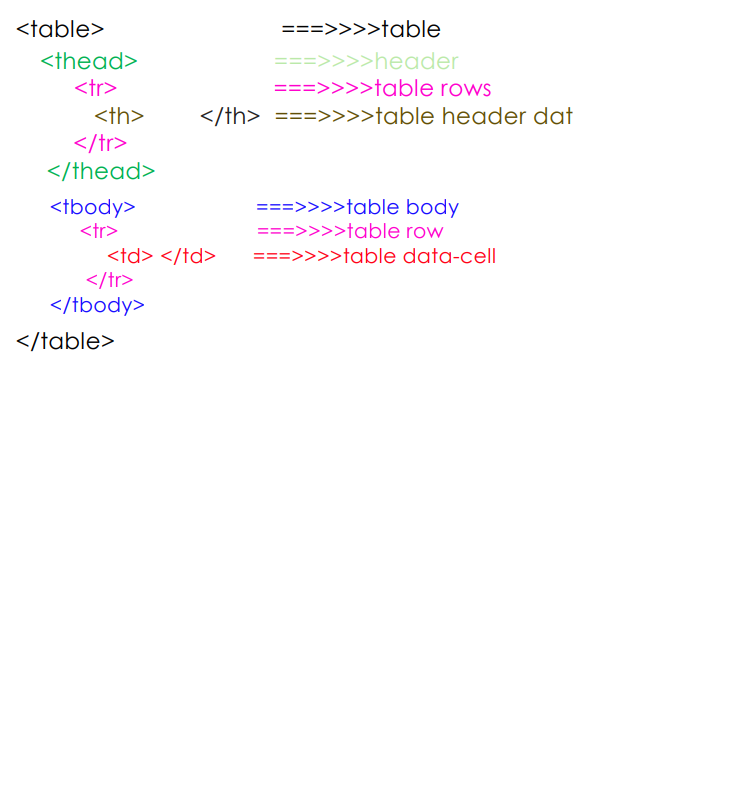 <table> ===>>>>table
<thead> ===>>>>header
<tr> ===>>>>table rows
<th> </th> ===>>>>table header dat
</tr>
</thead>
<tbody> ===>>>>table body
<tr> ===>>>>table row
<td> </td> ===>>>>table data-cell
</tr>
</tbody>
</table>